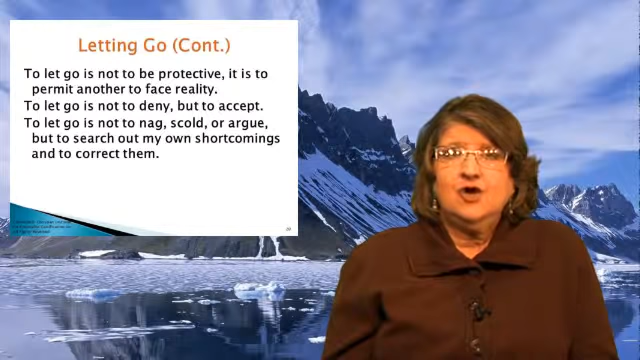 Letting Go (Cont.)
To let go is not to be protective, it is to
permit another to face reality.
To let go is not to deny, but to accept.
To let go is not to nag, scold, or argue,
but to search out my own shortcomings
and to correct them.